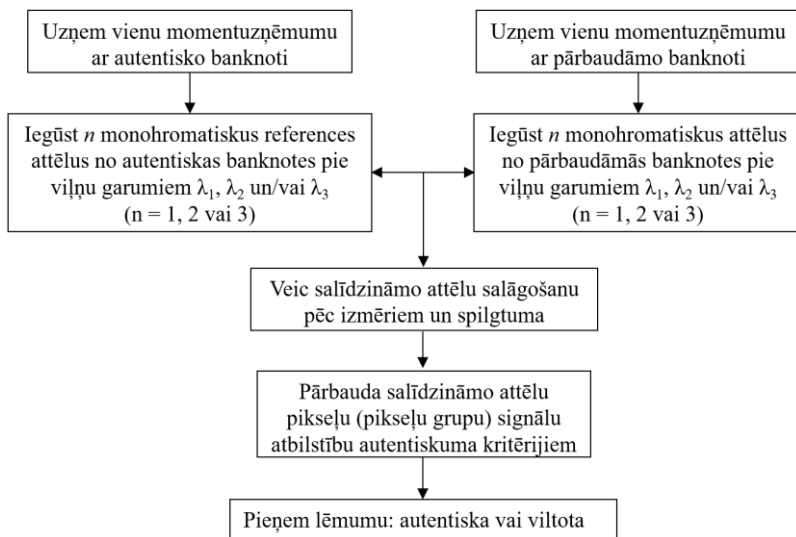 Uzņem vienu momentuzņēmumu
ar autentisko banknoti
Uzņem vienu momentuzņēmumu
ar pārbaudāmo banknoti
Iegūst n monohromatiskus references
attēlus no autentiskas banknotes pie
viļņu garumiem λ₁, λ₂ un/vai λ₃
(n = 1, 2 vai 3)
Iegūst n monohromatiskus attēlus
no pārbaudāmās banknotes pie
viļņu garumiem λ₁, λ₂ un/vai λ₃
(n = 1, 2 vai 3)
Veic salīdzināmo attēlu salāgošanu
pēc izmēriem un spilgtuma
Pārbauda salīdzināmo attēlu
pikseļu (pikseļu grupu) signālu
atbilstību autentiskuma kritērijiem
Pieņem lēmumu: autentiska vai viltota